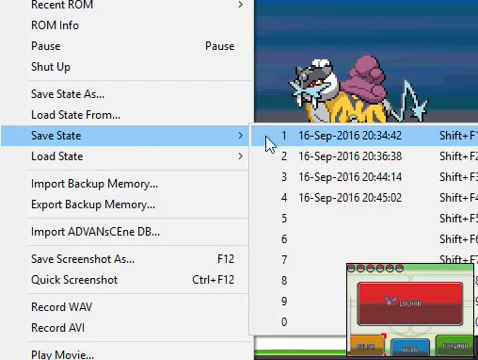 Recent ROM
ROM Info
Pause Pause
Shut Up
Save State As...
Load State From...
Save State
Load State
Import Backup Memory...
Export Backup Memory...
Import ADVANsCEne DB...
Save Screenshot As... F12
Quick Screenshot Ctrl+F12
Record WAV
Record AVI
Play Movie...
1 16-Sep-2016 20:34:42 Shift+F1
2 16-Sep-2016 20:36:38 Shift+F
3 16-Sep-2016 20:44:14 Shift+F
4 16-Sep-2016 20:45:02 Shift+F
5 Shift+F
6 Shift+F
7 Shift+F
8
9
0